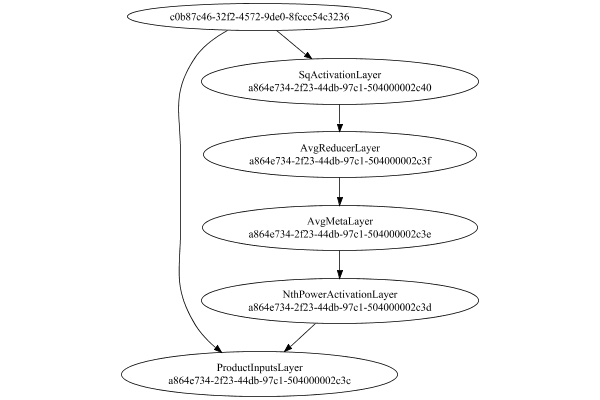 c0b87c46-32f2-4572-9de0-8fccc54c3236
SqActivationLayer
a864e734-2f23-44db-97c1-504000002c40
AvgReducerLayer
a864e734-2f23-44db-97c1-504000002c3f
AvgMetaLayer
a864e734-2f23-44db-97c1-504000002c3e
NthPowerActivationLayer
a864e734-2f23-44db-97c1-504000002c3d
ProductInputsLayer
a864e734-2f23-44db-97c1-504000002c3c